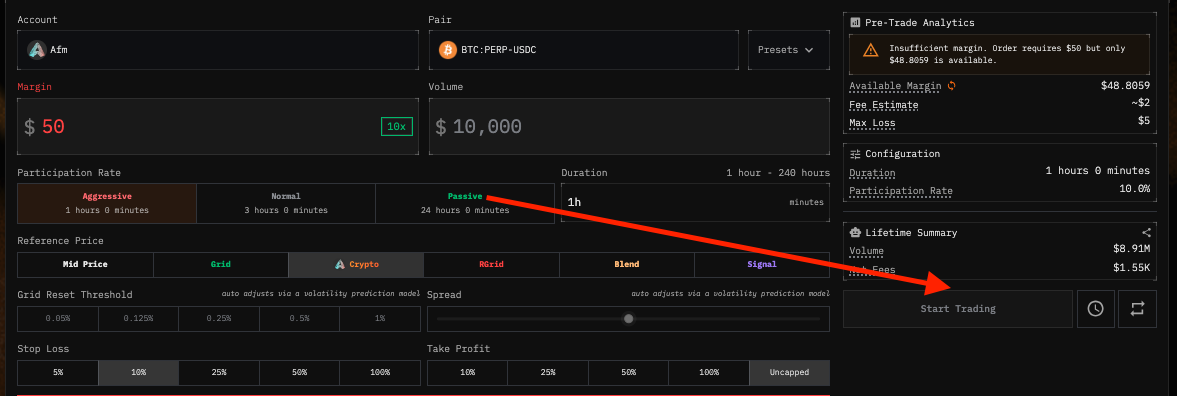 Account
Afm
Pair
BTC:PERP-USDC
Presets
Margin
$ 50
10x
Volume
$ 10,000
Participation Rate
Aggressive
1 hours 0 minutes
Normal
3 hours 0 minutes
Passive
24 hours 0 minutes
Duration
1 hour - 240 hours
1h
minutes
Reference Price
Mid Price
Grid
Crypto
RGrid
Blend
Signal
Grid Reset Threshold
auto adjusts via a volatility prediction model
0.05%
0.125%
0.25%
0.5%
1%
Spread
auto adjusts via a volatility prediction model
Stop Loss
5%
10%
25%
50%
100%
Take Profit
10%
25%
50%
100%
Uncapped
Pre-Trade Analytics
Insufficient margin. Order requires $50 but only
$48.8059 is available.
Available Margin
$48.8059
Fee Estimate
~$2
Max Loss
$5
Configuration
Duration
1 hours 0 minutes
Participation Rate
10.0%
Lifetime Summary
Volume
$8.91M
Fees
$1.55K
Start Trading